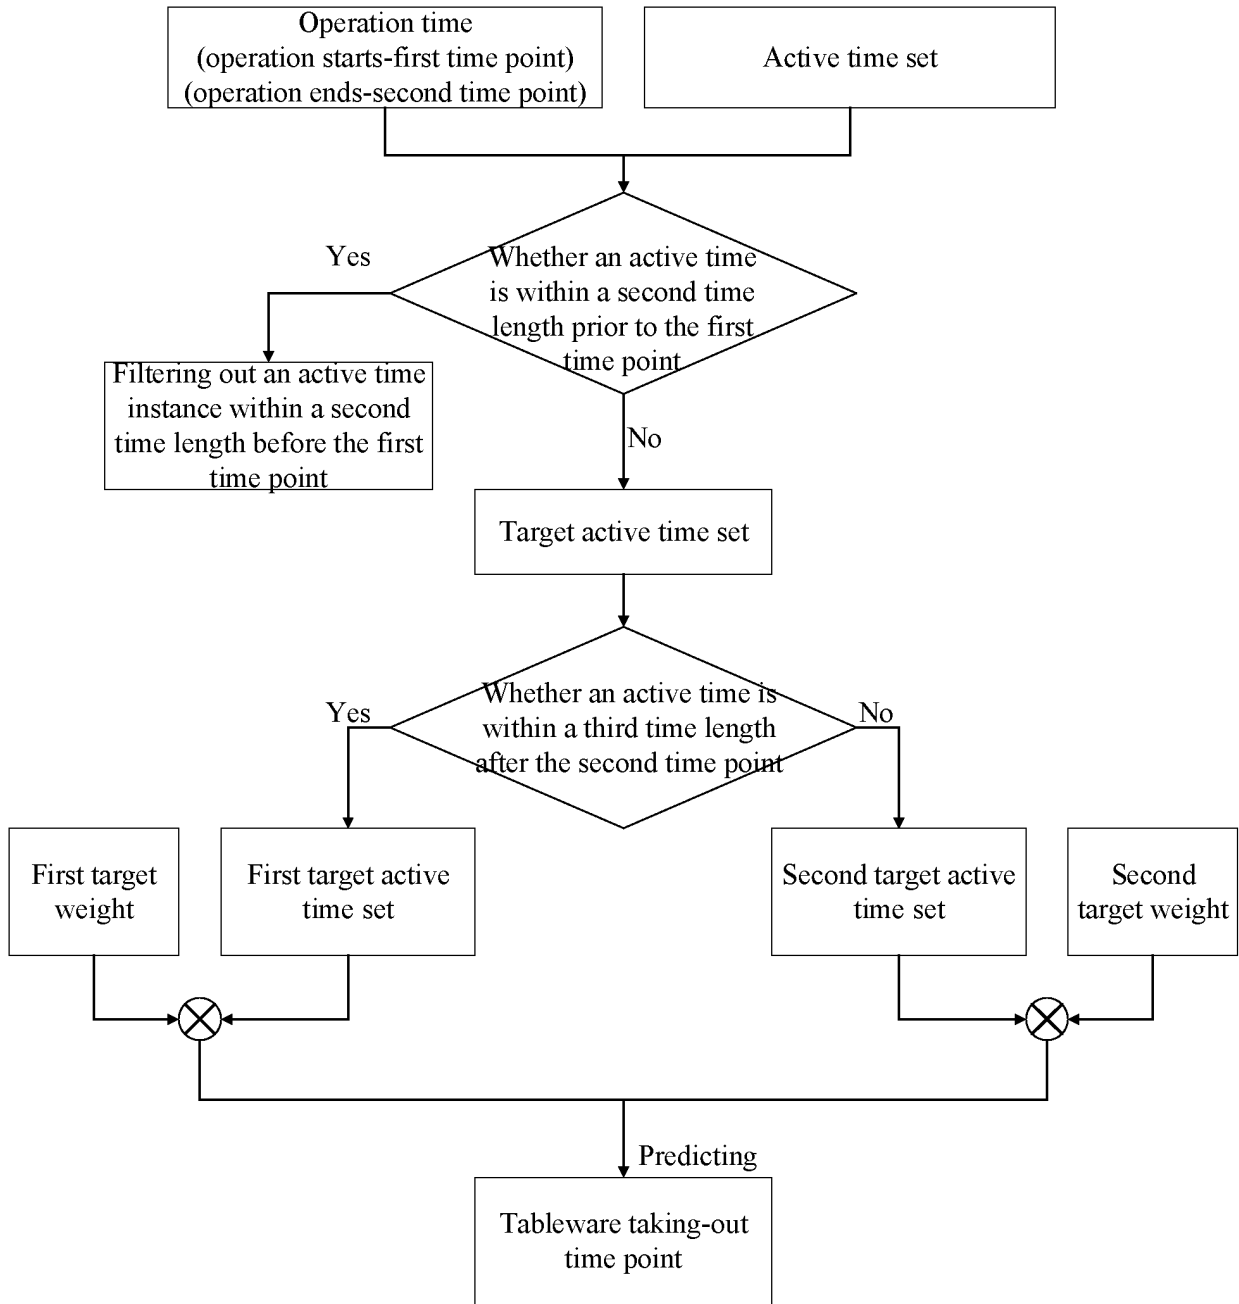 Operation time
(operation starts-first time point)
(operation ends-second time point)
Active time set
Yes
Whether an active time
is within a second time
length prior to the first
time point
Filtering out an active time
instance within a second
time length before the first
time point
No
Target active time set
Yes
Whether an active time is
within a third time length
after the second time point
No
First target
weight
First target active
time set
Second target active
time set
Second
target weight
Predicting
Tableware taking-out
time point